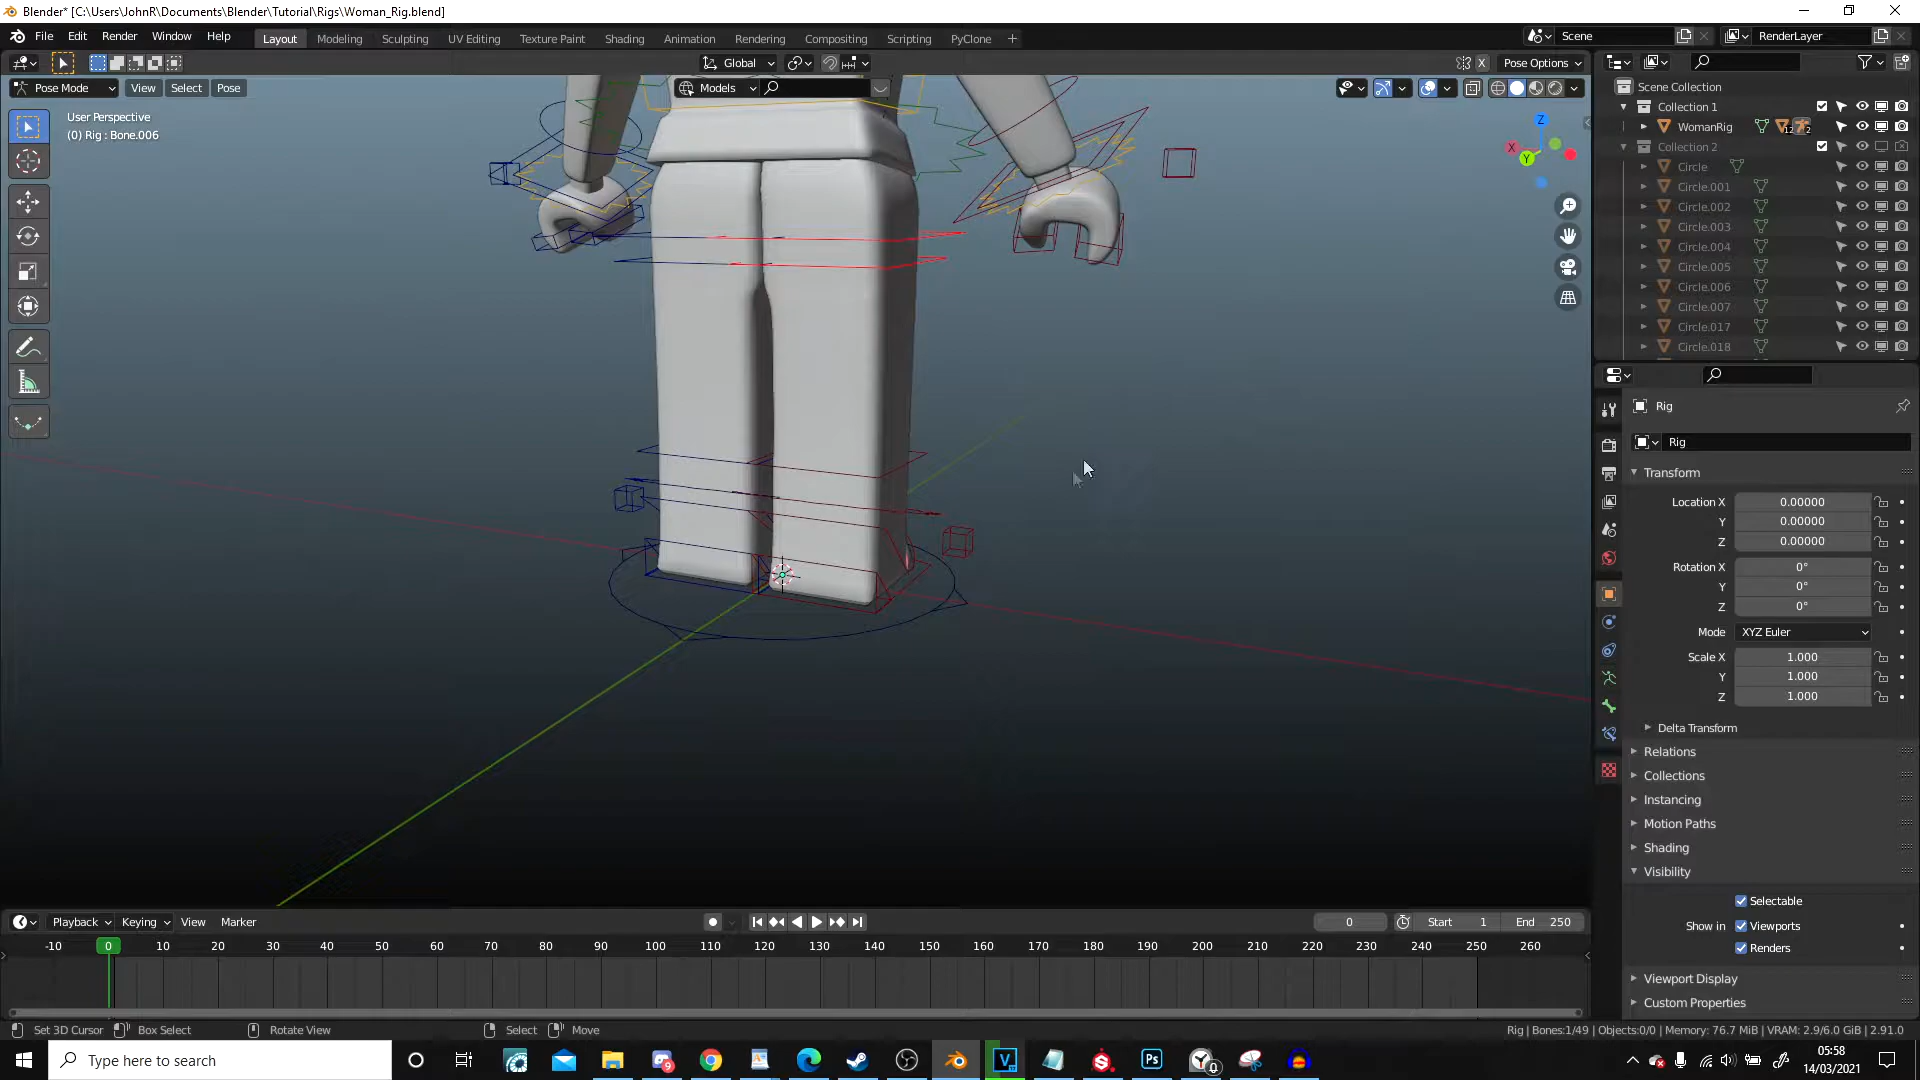 Blender* [C:\Users\JohnR\Documents\Blender\Tutorial\Rigs\Woman_Rig.blend]
File Edit Render Window Help
Layout Modeling Sculpting UV Editing Texture Paint Shading Animation Rendering Compositing Scripting PyClone
Scene RenderLayer
Global Pose Options
Pose Mode View Select Pose
Models
User Perspective
(0) Rig : Bone.006
Z
X
Y
X
Scene Collection
Collection 1
WomanRig 12 2
Collection 2
Circle
Circle.001
Circle.002
Circle.003
Circle.004
Circle.005
Circle.006
Circle.007
Circle.017
Circle.018
Rig
Rig
Transform
Location X 0.00000
Y 0.00000
Z 0.00000
Rotation X 0°
Y 0°
Z 0°
Mode XYZ Euler
Scale X 1.000
Y 1.000
Z 1.000
Delta Transform
Relations
Collections
Instancing
Motion Paths
Shading
Visibility
Selectable
Show in Viewports
Renders
Viewport Display
Custom Properties
Playback Keying View Marker
0 Start 1 End 250
-10 0 10 20 30 40 50 60 70 80 90 100 110 120 130 140 150 160 170 180 190 200 210 220 230 240 250 260
Set 3D Cursor Box Select Rotate View Select Move
Rig | Bones:1/49 | Objects:0/0 | Memory: 76.7 MiB | VRAM: 2.9/6.0 GiB | 2.91.0
Type here to search
9
V
S
Ps
0
05:58
14/03/2021